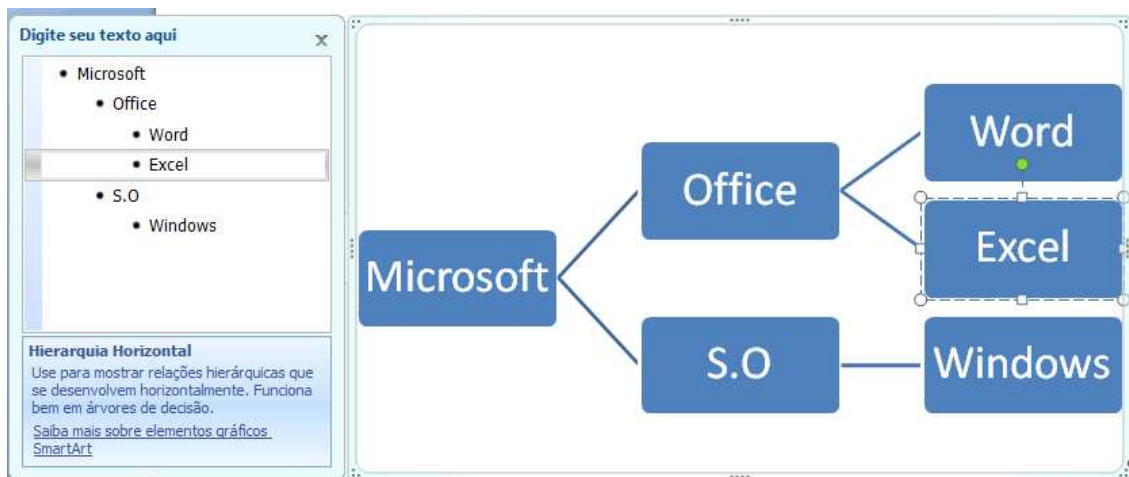 Digite seu texto aqui
x
• Microsoft
• Office
• Word
• Excel
• S.O
• Windows
Hierarquia Horizontal
Use para mostrar relações hierárquicas que
se desenvolvem horizontalmente. Funciona
bem em árvores de decisão.
Saiba mais sobre elementos gráficos
SmartArt
Microsoft
Office
Word
Excel
S.O
Windows